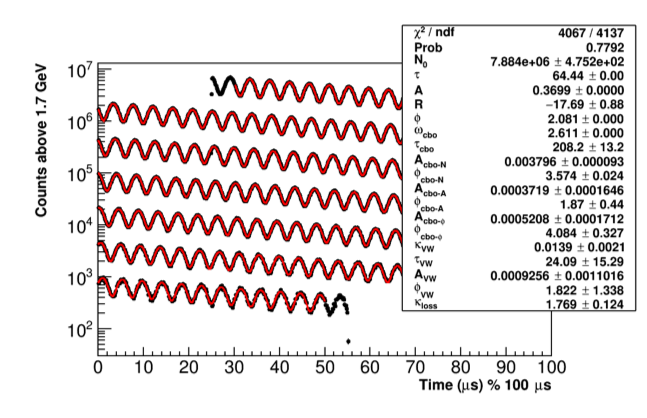 χ² / ndf 4067 / 4137
Prob 0.7792
N₀ 7.884e+06 ± 4.752e+02
τ 64.44 ± 0.00
A 0.3699 ± 0.0000
R −17.69 ± 0.88
ϕ 2.081 ± 0.000
ω_cbo 2.611 ± 0.000
τ_cbo 208.2 ± 13.2
A_cbo-N 0.003796 ± 0.000093
ϕ_cbo-N 3.574 ± 0.024
A_cbo-A 0.0003719 ± 0.0001646
ϕ_cbo-A 1.87 ± 0.44
A_cbo-ϕ 0.0005208 ± 0.0001712
ϕ_cbo-ϕ 4.084 ± 0.327
κ_VW 0.0139 ± 0.0021
τ_VW 24.09 ± 15.29
A_VW 0.0009256 ± 0.0011016
ϕ_VW 1.822 ± 1.338
κ_loss 1.769 ± 0.124
Counts above 1.7 GeV
10⁷
10⁶
10⁵
10⁴
10³
10²
0 10 20 30 40 50 60 70 80 90 100
Time (μs) % 100 μs